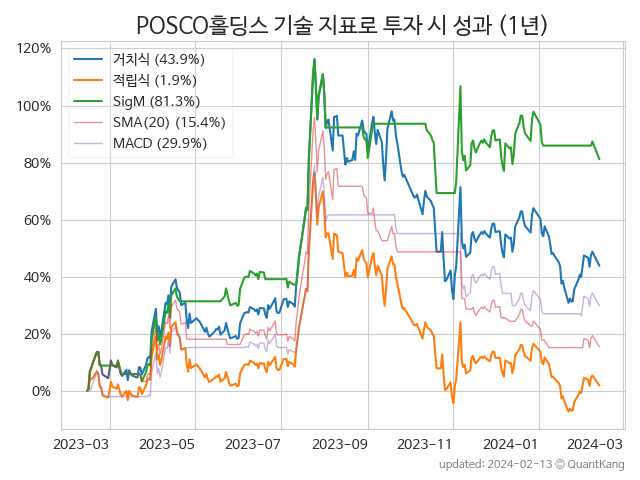 POSCO홀딩스 기술 지표로 투자 시 성과 (1년)
120%
100%
80%
60%
40%
20%
0%
거치식 (43.9%)
적립식 (1.9%)
SigM (81.3%)
SMA(20) (15.4%)
MACD (29.9%)
2023-03
2023-05
2023-07
2023-09
2023-11
2024-01
2024-03
updated: 2024-02-13 © QuantKang